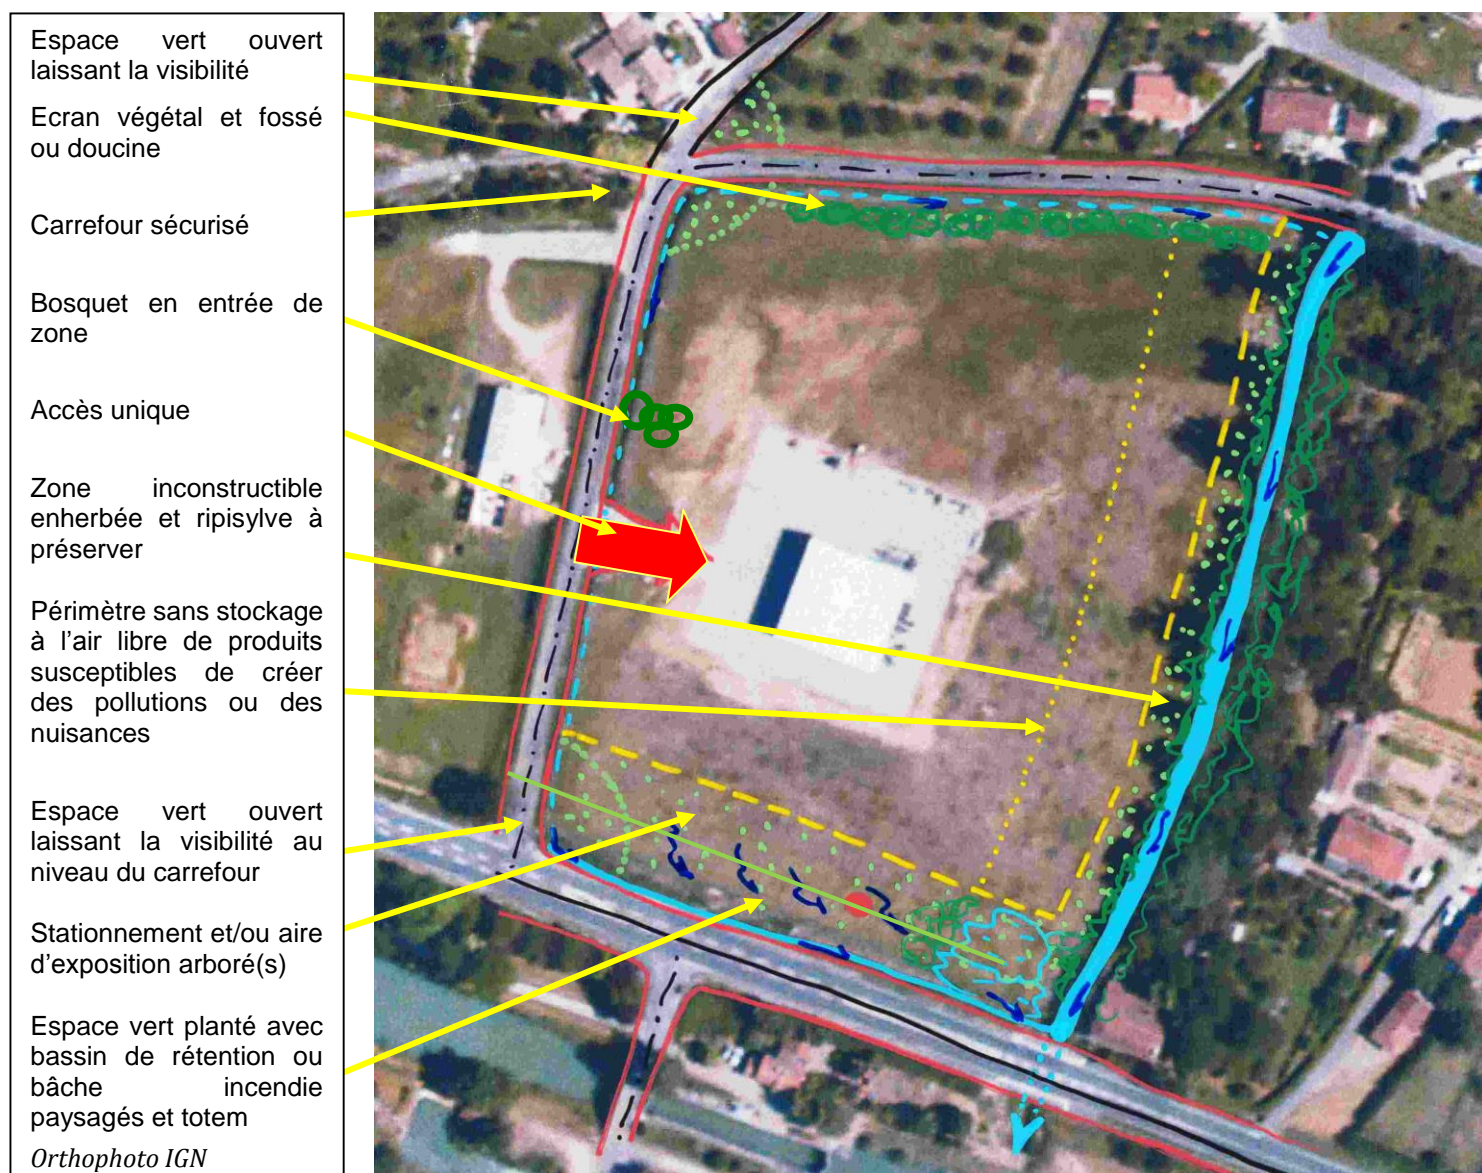 Espace vert ouvert
laissant la visibilité
Ecran végétal et fossé
ou doucine
Carrefour sécurisé
Bosquet en entrée de
zone
Accès unique
Zone inconstructible
enherbée et ripisylve à
préserver
Périmètre sans stockage
à l’air libre de produits
susceptibles de créer
des pollutions ou des
nuisances
Espace vert ouvert
laissant la visibilité au
niveau du carrefour
Stationnement et/ou aire
d’exposition arboré(s)
Espace vert planté avec
bassin de rétention ou
bâche incendie
paysagés et totem
Orthophoto IGN